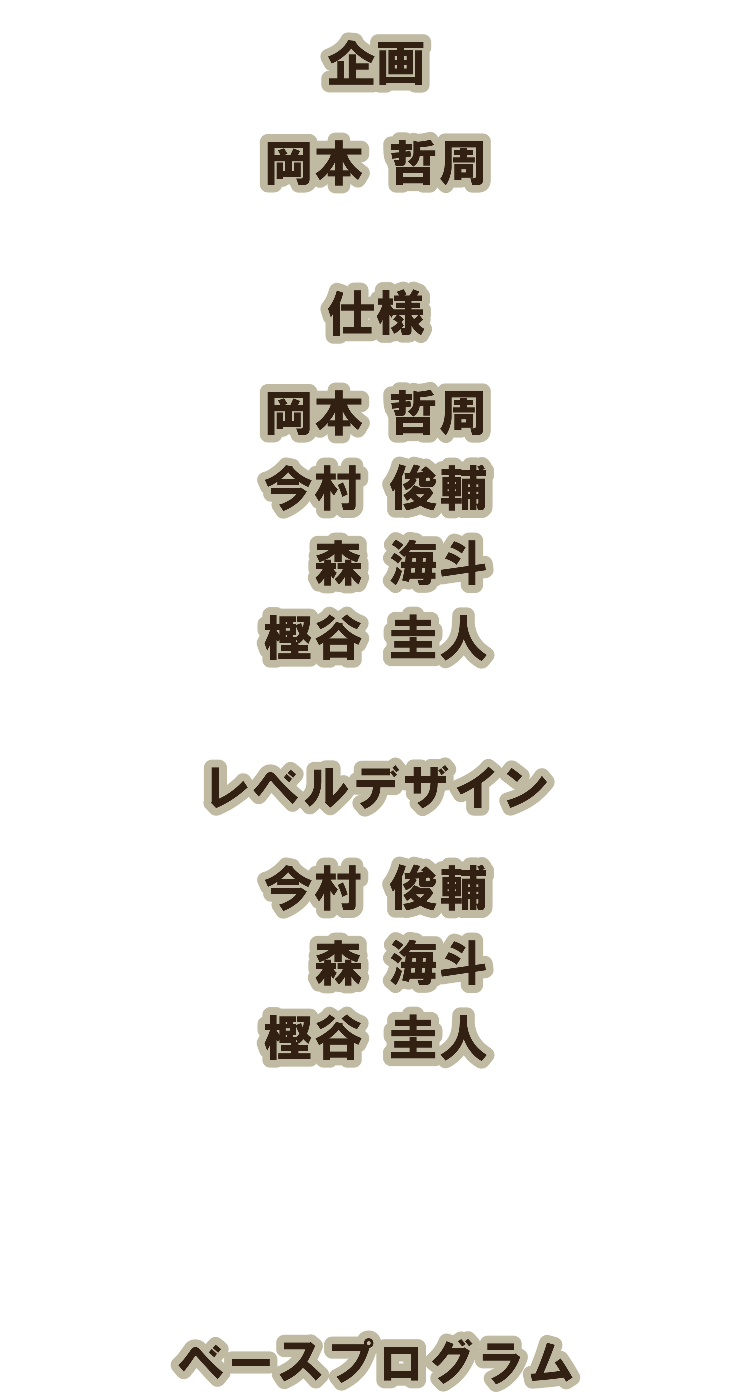 企画
岡本 哲周
仕様
岡本 哲周
今村 俊輔
森 海斗
樫谷 圭人
レベルデザイン
今村 俊輔
森 海斗
樫谷 圭人
ベースプログラム